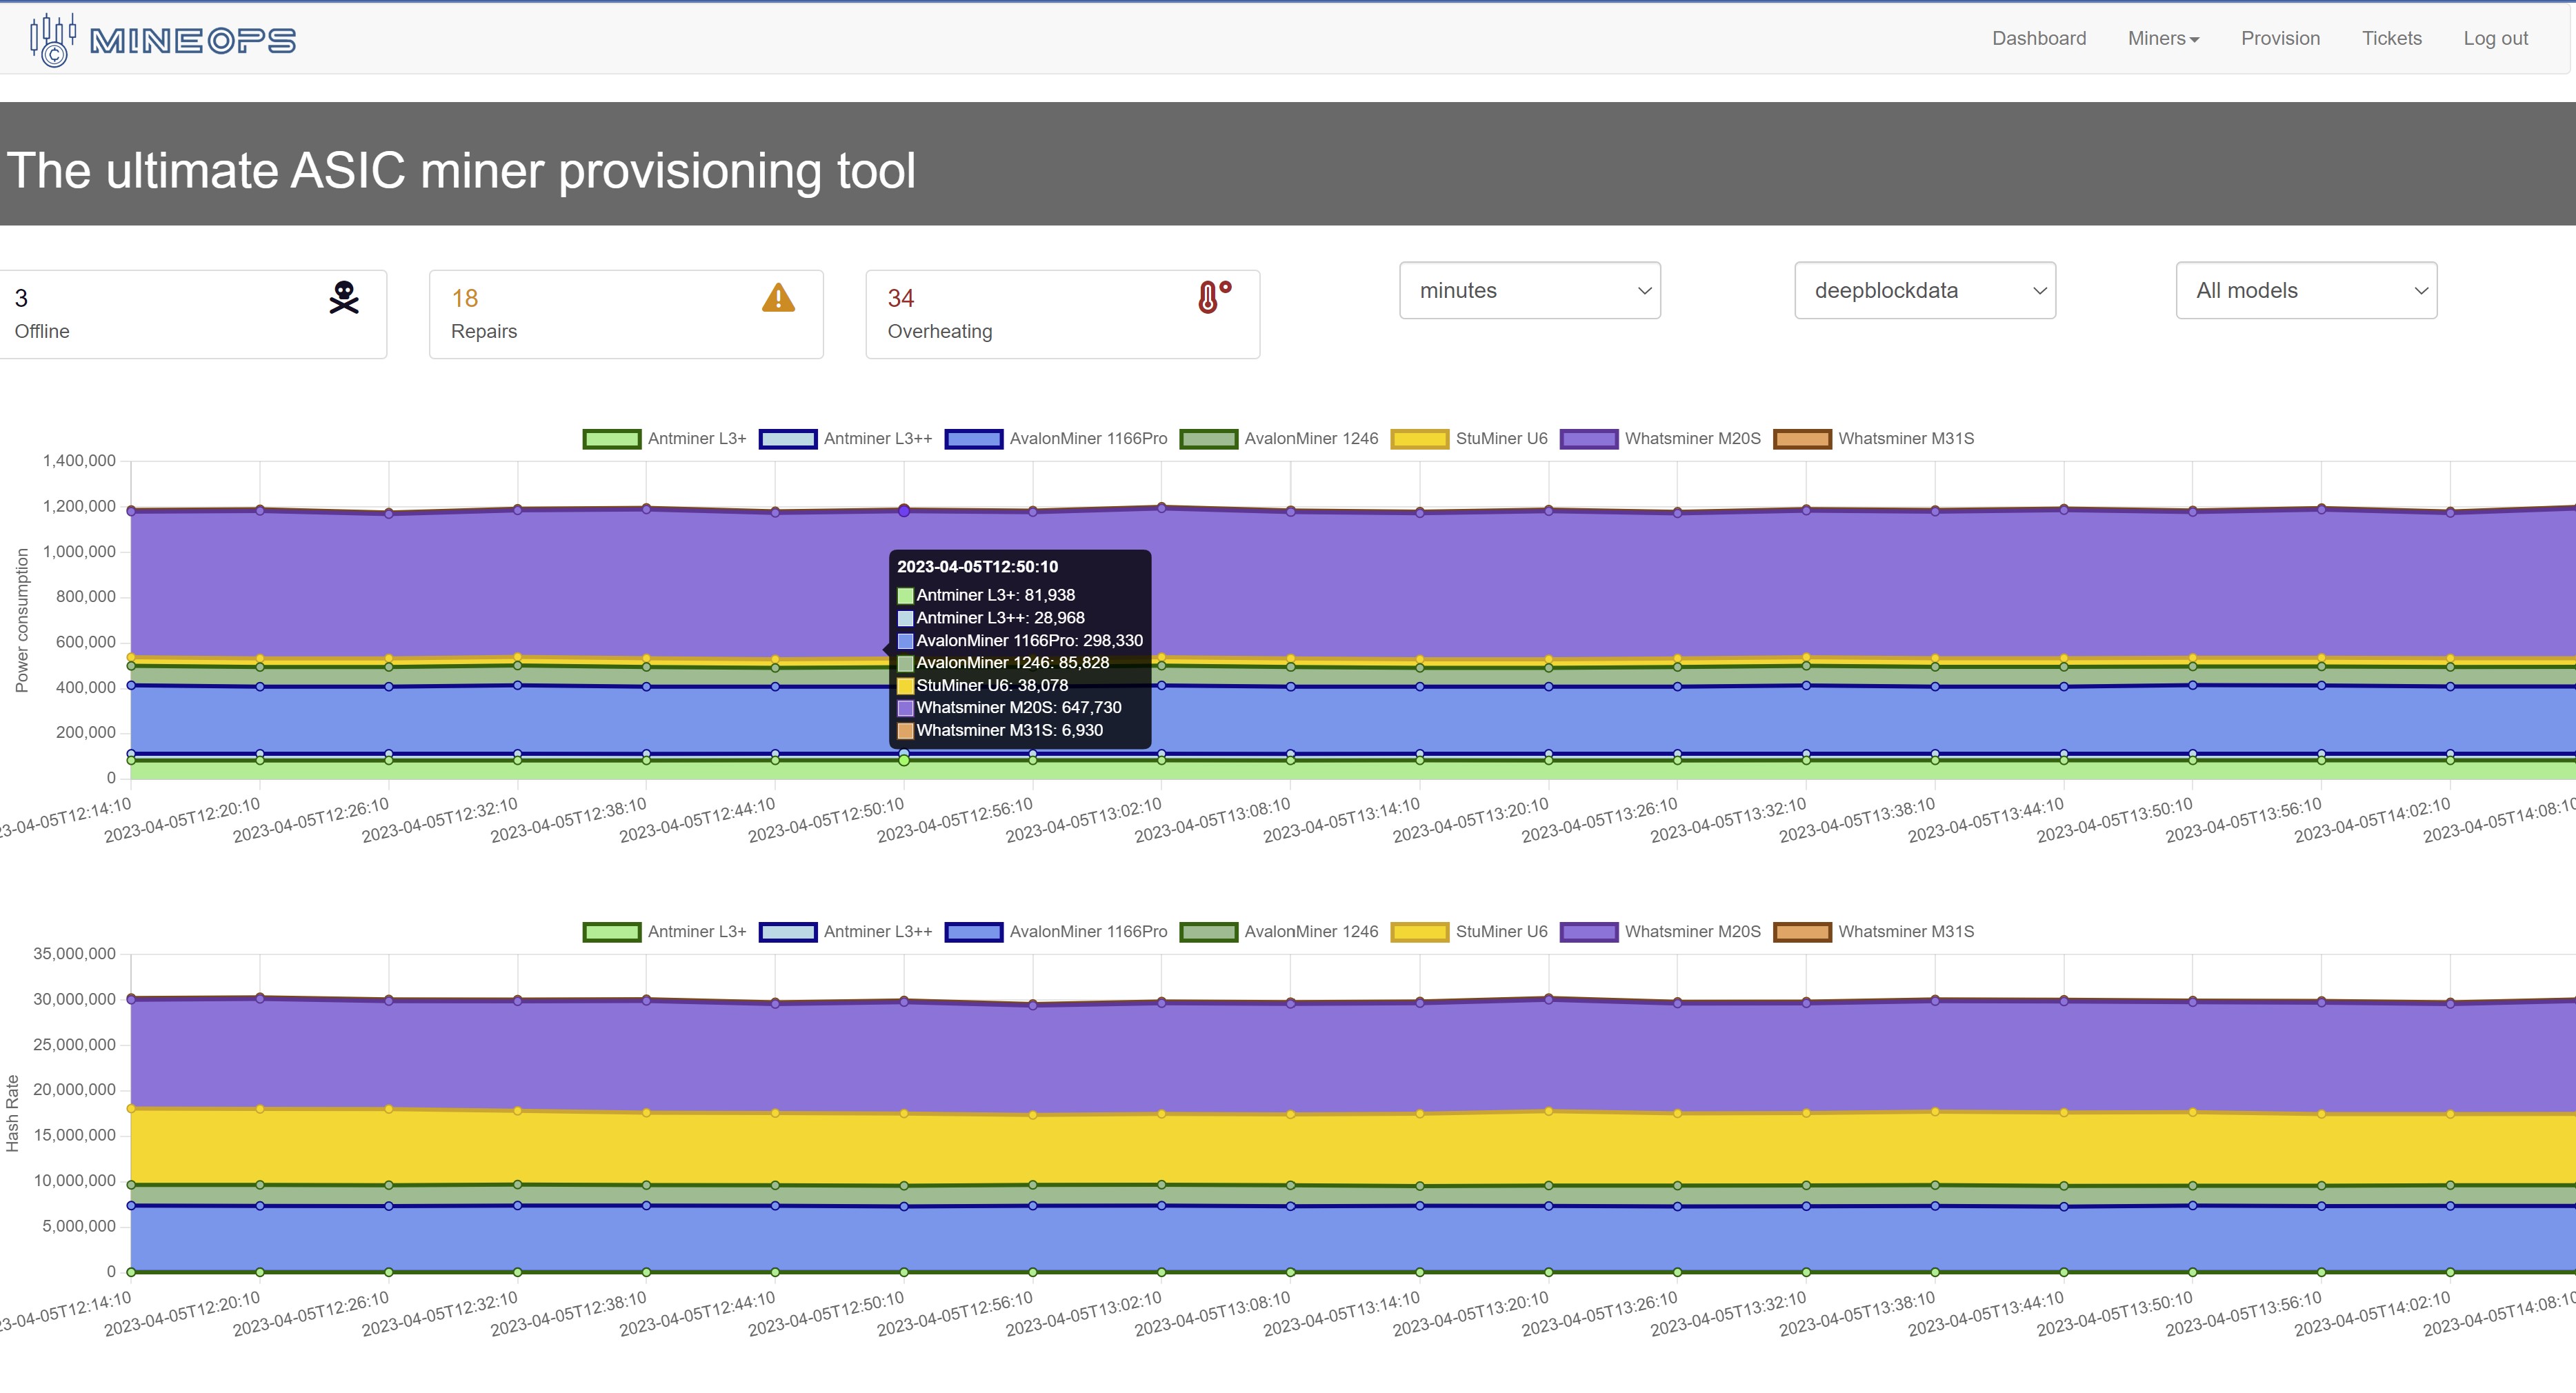 MINEOPS
Dashboard Miners Provision Tickets Log out
The ultimate ASIC miner provisioning tool
3
Offline
18
Repairs
34
Overheating
minutes
deepblockdata
All models
Antminer L3+ Antminer L3++ AvalonMiner 1166Pro AvalonMiner 1246 StuMiner U6 Whatsminer M20S Whatsminer M31S
Power consumption
1,400,000
1,200,000
1,000,000
800,000
600,000
400,000
200,000
0
2023-04-05T12:50:10
Antminer L3+: 81,938
Antminer L3++: 28,968
AvalonMiner 1166Pro: 298,330
AvalonMiner 1246: 85,828
StuMiner U6: 38,078
Whatsminer M20S: 647,730
Whatsminer M31S: 6,930
23-04-05T12:14:10
2023-04-05T12:20:10
2023-04-05T12:26:10
2023-04-05T12:32:10
2023-04-05T12:38:10
2023-04-05T12:44:10
2023-04-05T12:50:10
2023-04-05T12:56:10
2023-04-05T13:02:10
2023-04-05T13:08:10
2023-04-05T13:14:10
2023-04-05T13:20:10
2023-04-05T13:26:10
2023-04-05T13:32:10
2023-04-05T13:38:10
2023-04-05T13:44:10
2023-04-05T13:50:10
2023-04-05T13:56:10
2023-04-05T14:02:10
2023-04-05T14:08:10
Antminer L3+ Antminer L3++ AvalonMiner 1166Pro AvalonMiner 1246 StuMiner U6 Whatsminer M20S Whatsminer M31S
Hash Rate
35,000,000
30,000,000
25,000,000
20,000,000
15,000,000
10,000,000
5,000,000
0
23-04-05T12:14:10
2023-04-05T12:20:10
2023-04-05T12:26:10
2023-04-05T12:32:10
2023-04-05T12:38:10
2023-04-05T12:44:10
2023-04-05T12:50:10
2023-04-05T12:56:10
2023-04-05T13:02:10
2023-04-05T13:08:10
2023-04-05T13:14:10
2023-04-05T13:20:10
2023-04-05T13:26:10
2023-04-05T13:32:10
2023-04-05T13:38:10
2023-04-05T13:44:10
2023-04-05T13:50:10
2023-04-05T13:56:10
2023-04-05T14:02:10
2023-04-05T14:08:10